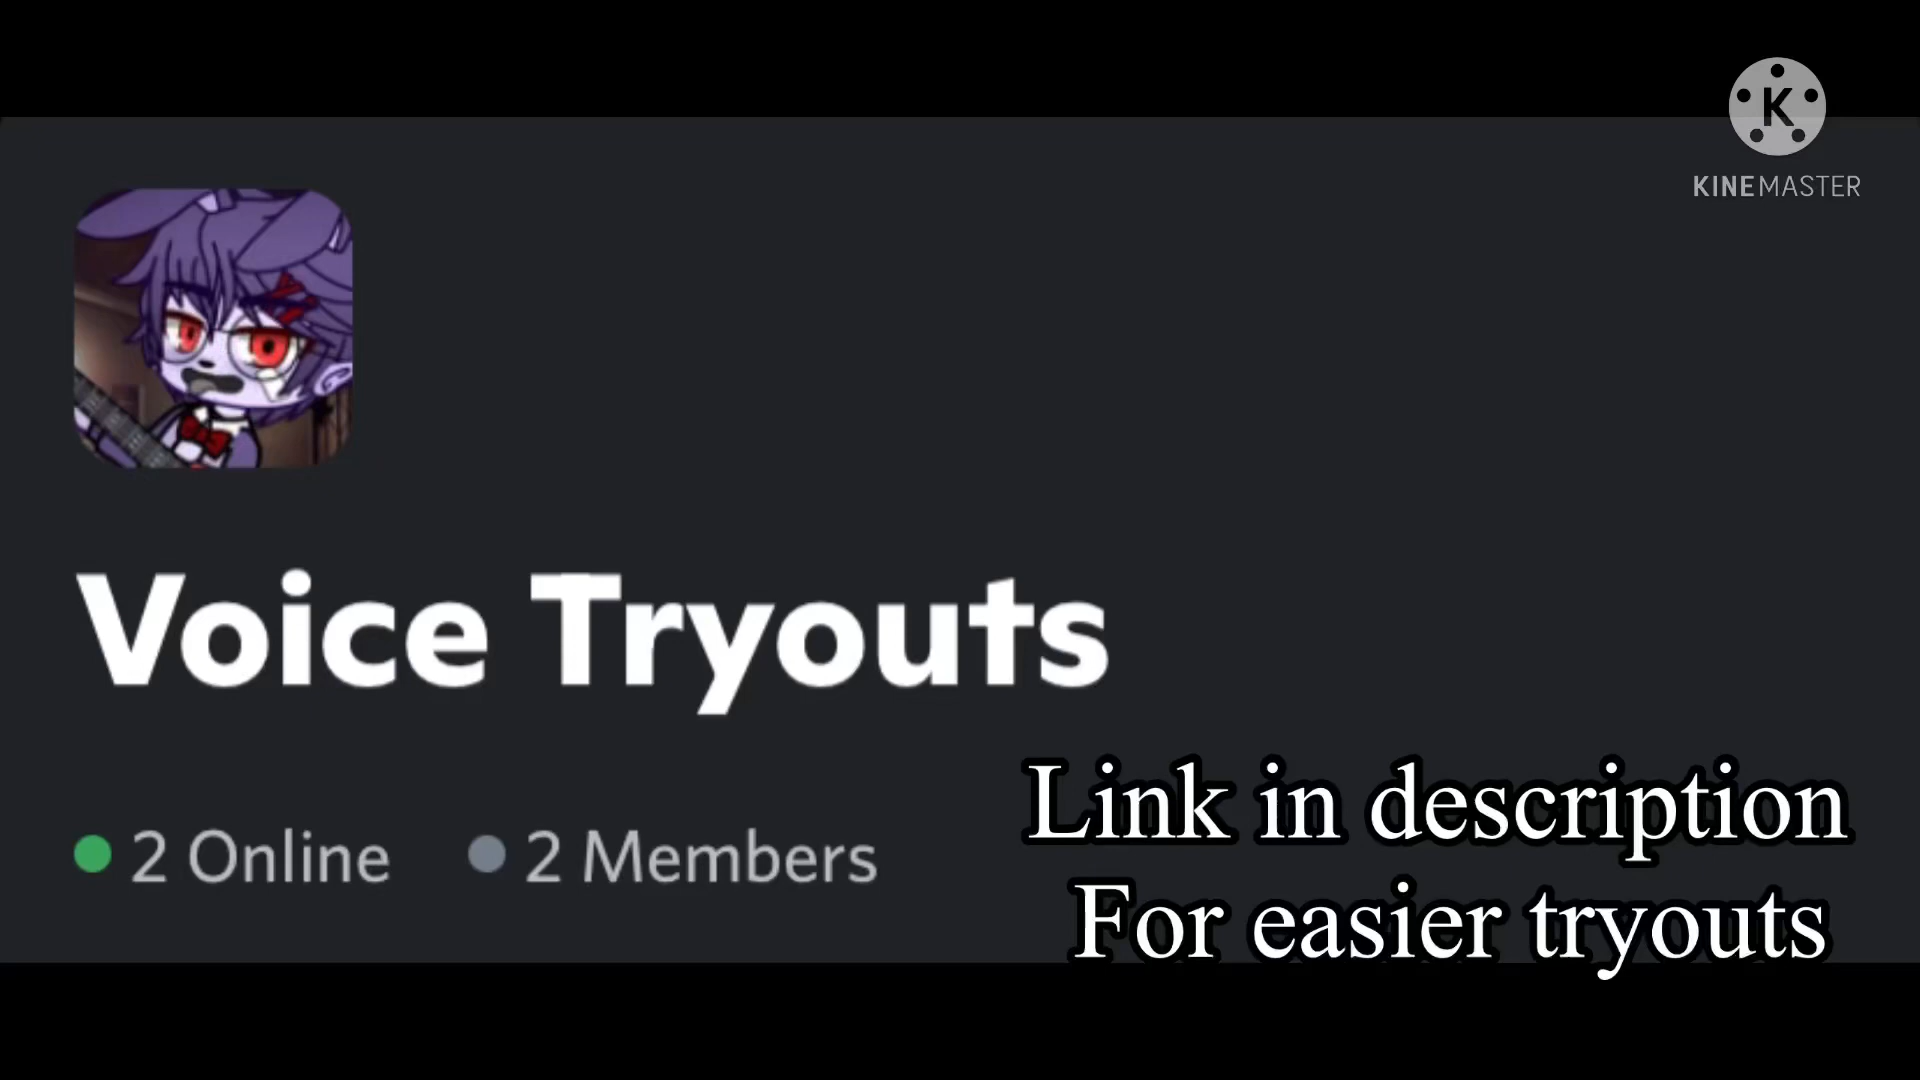 K
KINEMASTER
Voice Tryouts
2 Online
2 Members
Link in description
For easier tryouts